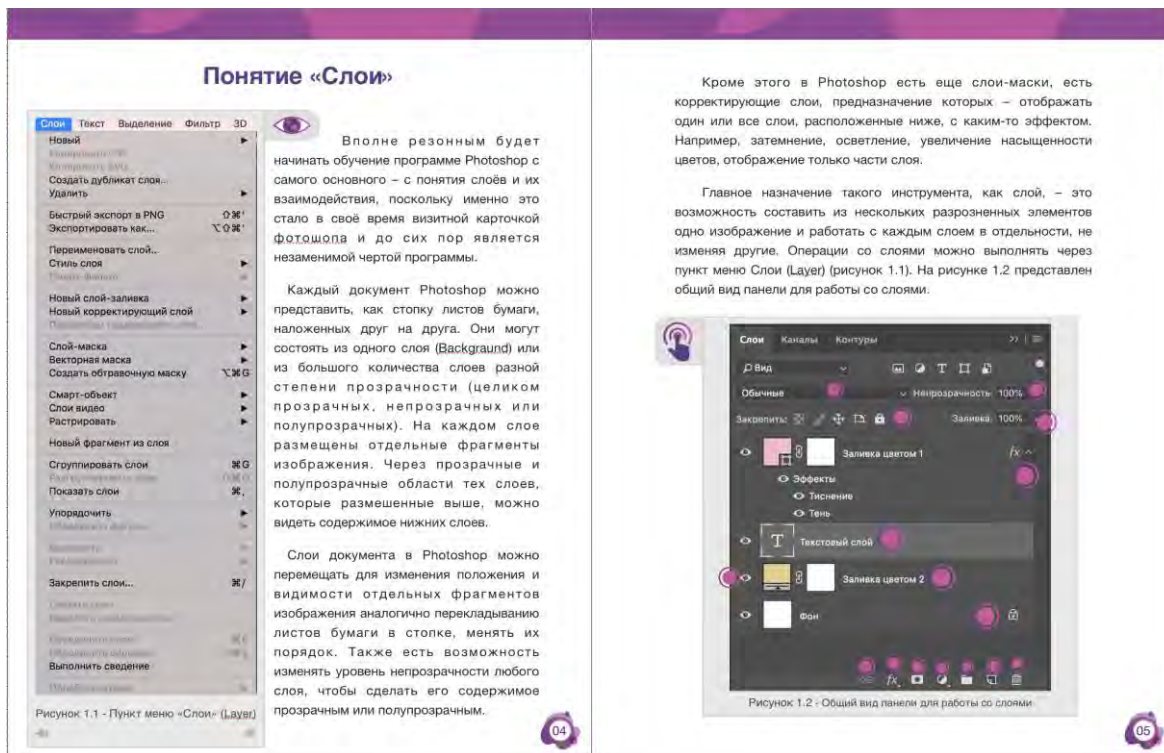 Понятие «Слои»
Слои Текст Выделение Фильтр 3D
Новый
Создать дубликат слоя...
Удалить
Быстрый экспорт в PNG ⇧⌘'
Экспортировать как... ⌥⇧⌘'
Переименовать слой...
Стиль слоя
Новый слой-заливка
Новый корректирующий слой
Слой-маска
Векторная маска
Создать обтравочную маску ⌥⌘G
Смарт-объект
Слои видео
Растрировать
Новый фрагмент из слоя
Сгруппировать слои ⌘G
Показать слои ⌘,
Упорядочить
Закрепить слои... ⌘/
Выполнить сведение
Рисунок 1.1 - Пункт меню «Слои» (Layer)
Вполне резонным будет
начинать обучение программе Photoshop с
самого основного – с понятия слоёв и их
взаимодействия, поскольку именно это
стало в своё время визитной карточкой
фотошопа и до сих пор является
незаменимой чертой программы.
Каждый документ Photoshop можно
представить, как стопку листов бумаги,
наложенных друг на друга. Они могут
состоять из одного слоя (Backgraund) или
из большого количества слоев разной
степени прозрачности (целиком
прозрачных, непрозрачных или
полупрозрачных). На каждом слое
размещены отдельные фрагменты
изображения. Через прозрачные и
полупрозрачные области тех слоев,
которые размешенные выше, можно
видеть содержимое нижних слоев.
Слои документа в Photoshop можно
перемещать для изменения положения и
видимости отдельных фрагментов
изображения аналогично перекладыванию
листов бумаги в стопке, менять их
порядок. Также есть возможность
изменять уровень непрозрачности любого
слоя, чтобы сделать его содержимое
прозрачным или полупрозрачным.
04
Кроме этого в Photoshop есть еще слои-маски, есть
корректирующие слои, предназначение которых – отображать
один или все слои, расположенные ниже, с каким-то эффектом.
Например, затемнение, осветление, увеличение насыщенности
цветов, отображение только части слоя.
Главное назначение такого инструмента, как слой, – это
возможность составить из нескольких разрозненных элементов
одно изображение и работать с каждым слоем в отдельности, не
изменяя другие. Операции со слоями можно выполнять через
пункт меню Слои (Layer) (рисунок 1.1). На рисунке 1.2 представлен
общий вид панели для работы со слоями.
Слои Каналы Контуры
Вид
Обычные Непрозрачность: 100%
Закрепить: Заливка: 100%
Заливка цветом 1 fx
Эффекты
Тиснение
Тень
T Текстовый слой
Заливка цветом 2
Фон
fx
Рисунок 1.2 - Общий вид панели для работы со слоями
05